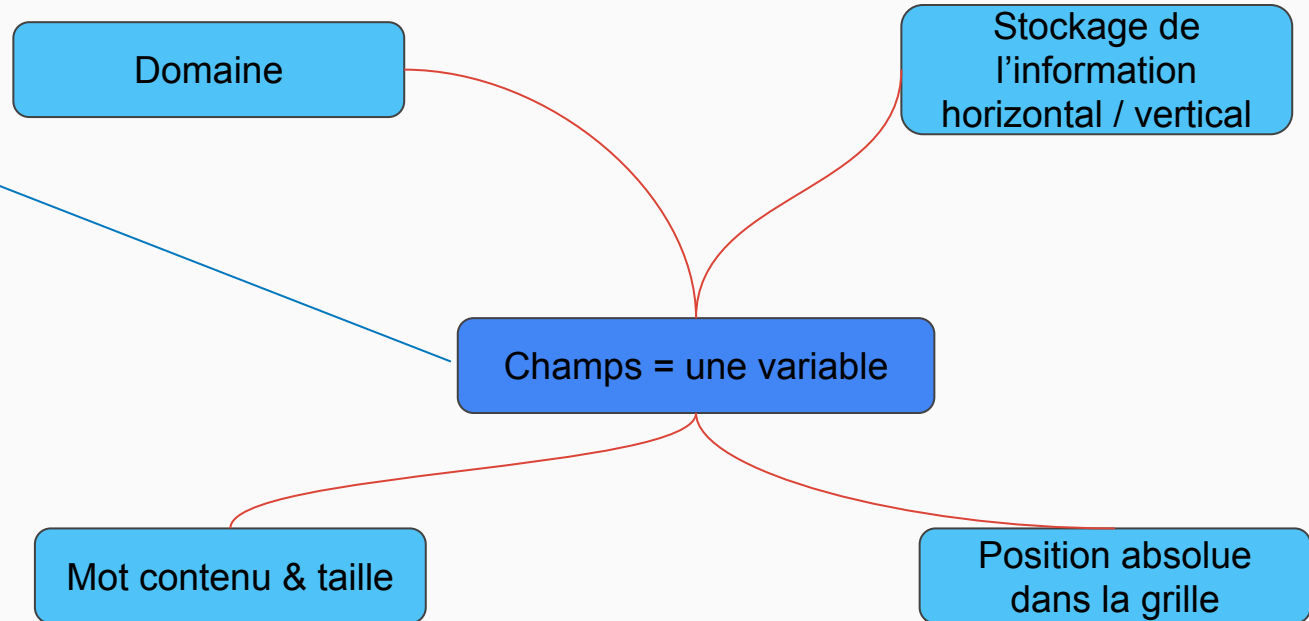 Domaine
Stockage de
l’information
horizontal / vertical
Champs = une variable
Mot contenu & taille
Position absolue
dans la grille